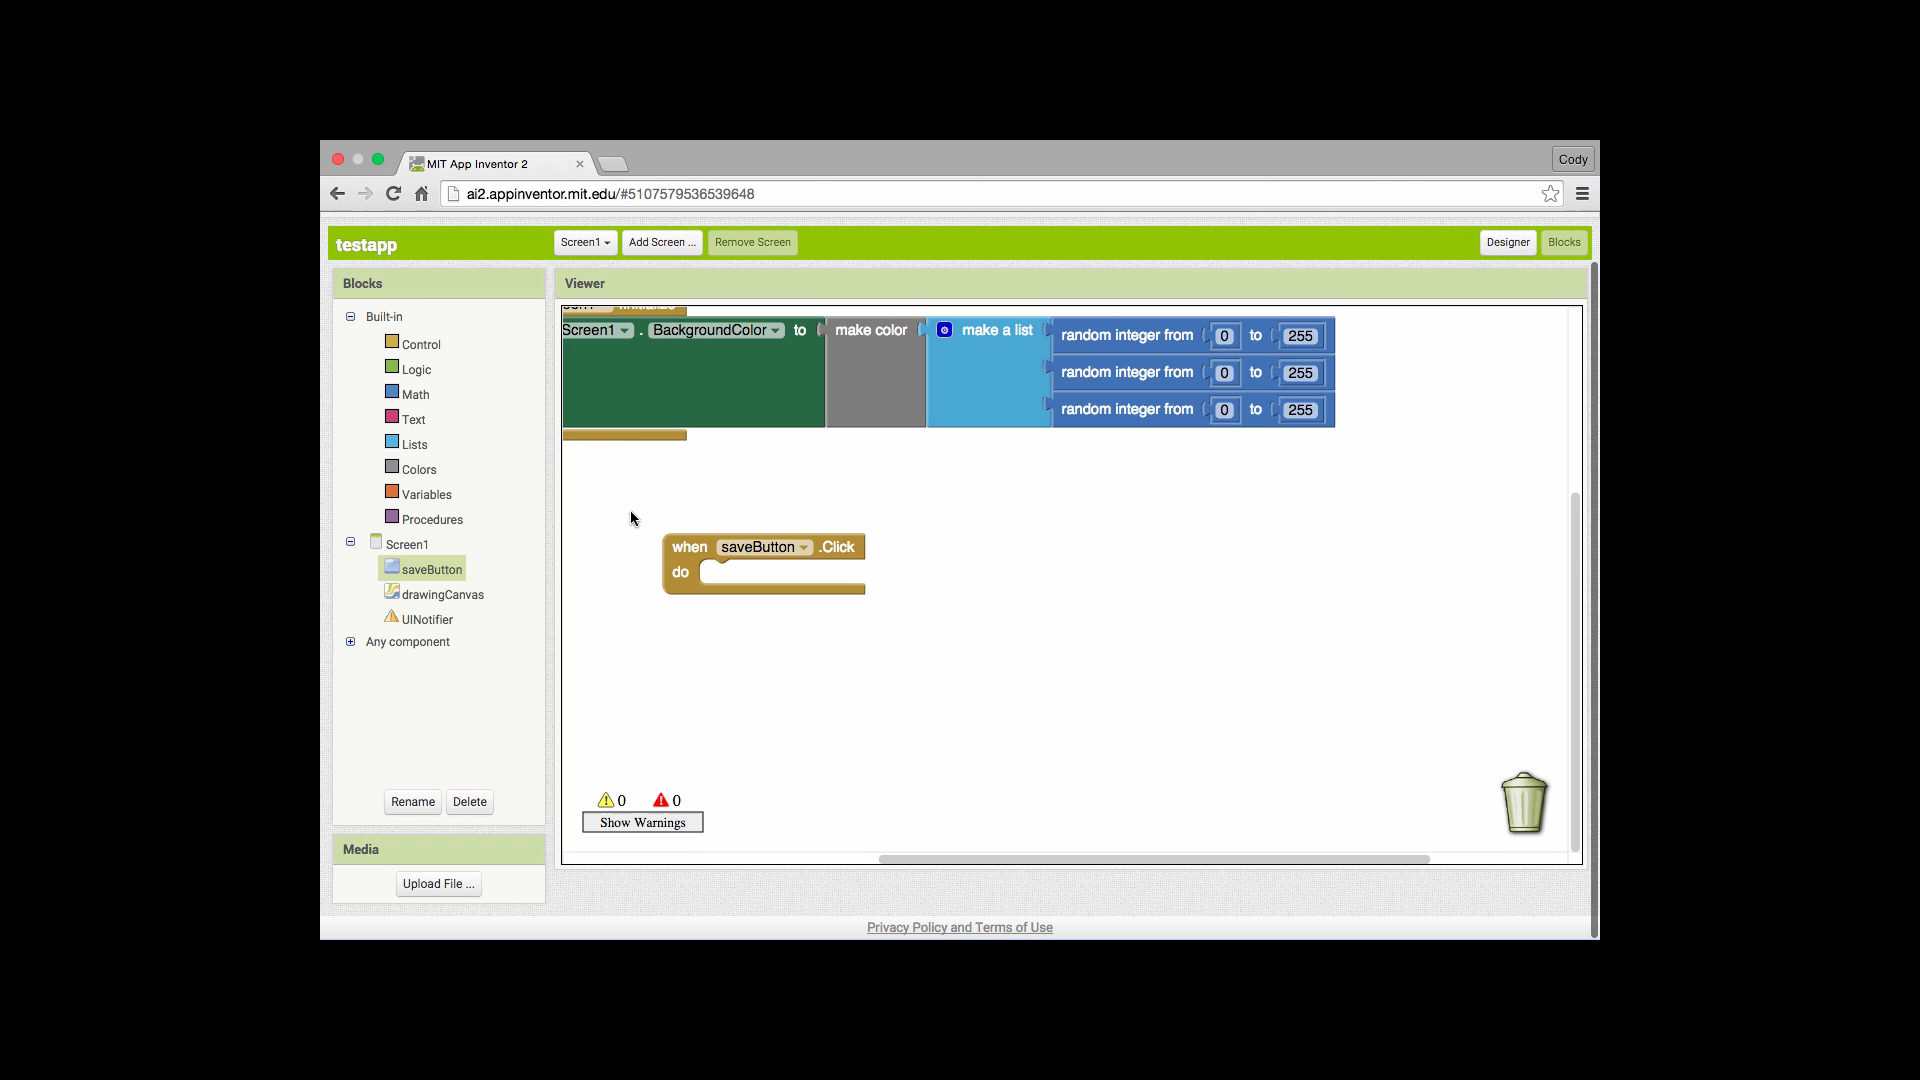 MIT App Inventor 2
Cody
ai2.appinventor.mit.edu/#5107579536539648
testapp
Screen1
Add Screen ...
Remove Screen
Designer
Blocks
Blocks
Viewer
Built-in
Control
Logic
Math
Text
Lists
Colors
Variables
Procedures
Screen1
saveButton
drawingCanvas
UINotifier
Any component
Rename
Delete
Media
Upload File ...
Screen1 . BackgroundColor to make color make a list random integer from 0 to 255
random integer from 0 to 255
random integer from 0 to 255
when saveButton .Click
do
0 0
Show Warnings
Privacy Policy and Terms of Use